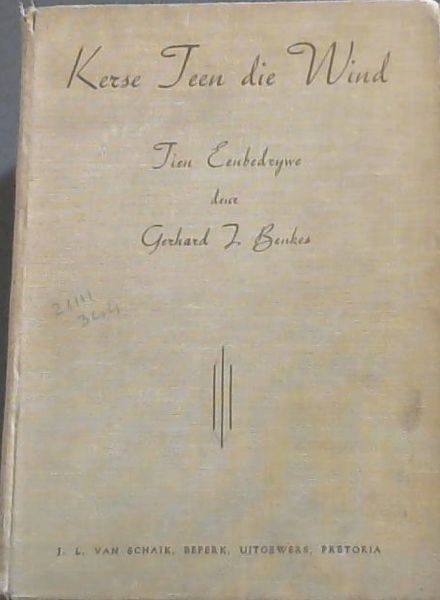 Kerse Teen die Wind
Tien Eenbedrywe
deur
Gerhard J. Beukes
J. L. VAN SCHAIK, BEPERK, UITGEWERS, PRETORIA